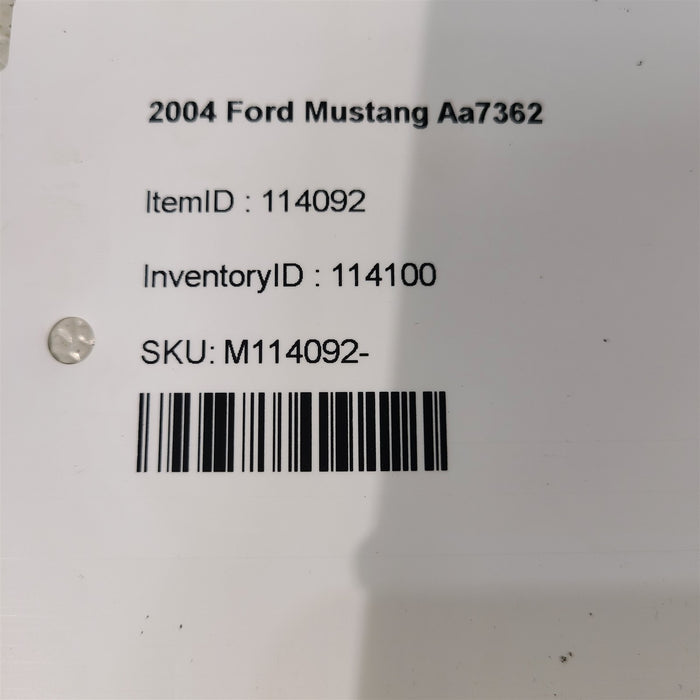 2004 Ford Mustang Aa7362
ItemID : 114092
InventoryID : 114100
SKU: M114092-